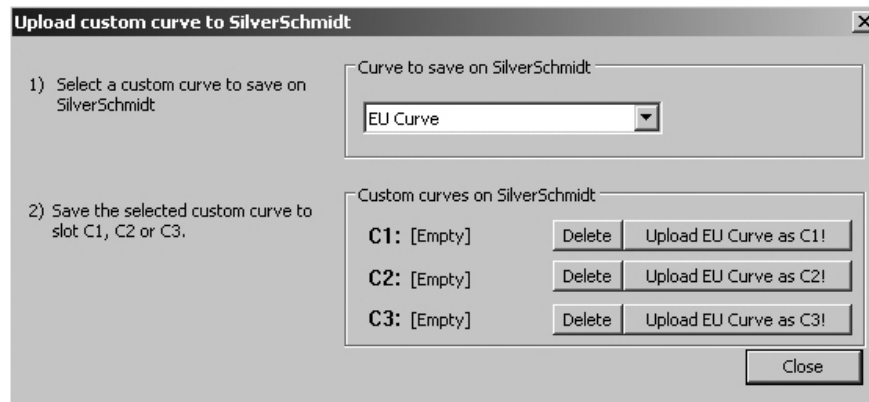 Upload custom curve to SilverSchmidt
1) Select a custom curve to save on
SilverSchmidt
Curve to save on SilverSchmidt
EU Curve
2) Save the selected custom curve to
slot C1, C2 or C3.
Custom curves on SilverSchmidt
C1: [Empty] Delete Upload EU Curve as C1!
C2: [Empty] Delete Upload EU Curve as C2!
C3: [Empty] Delete Upload EU Curve as C3!
Close